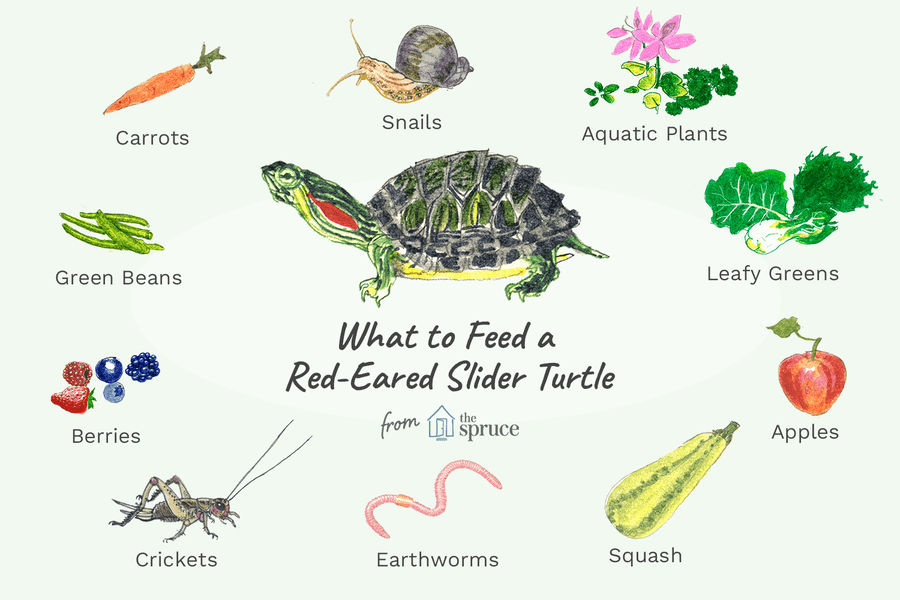 Carrots
Snails
Aquatic Plants
Green Beans
Leafy Greens
What to Feed a
Red-Eared Slider Turtle
from the spruce
Berries
Apples
Crickets
Earthworms
Squash